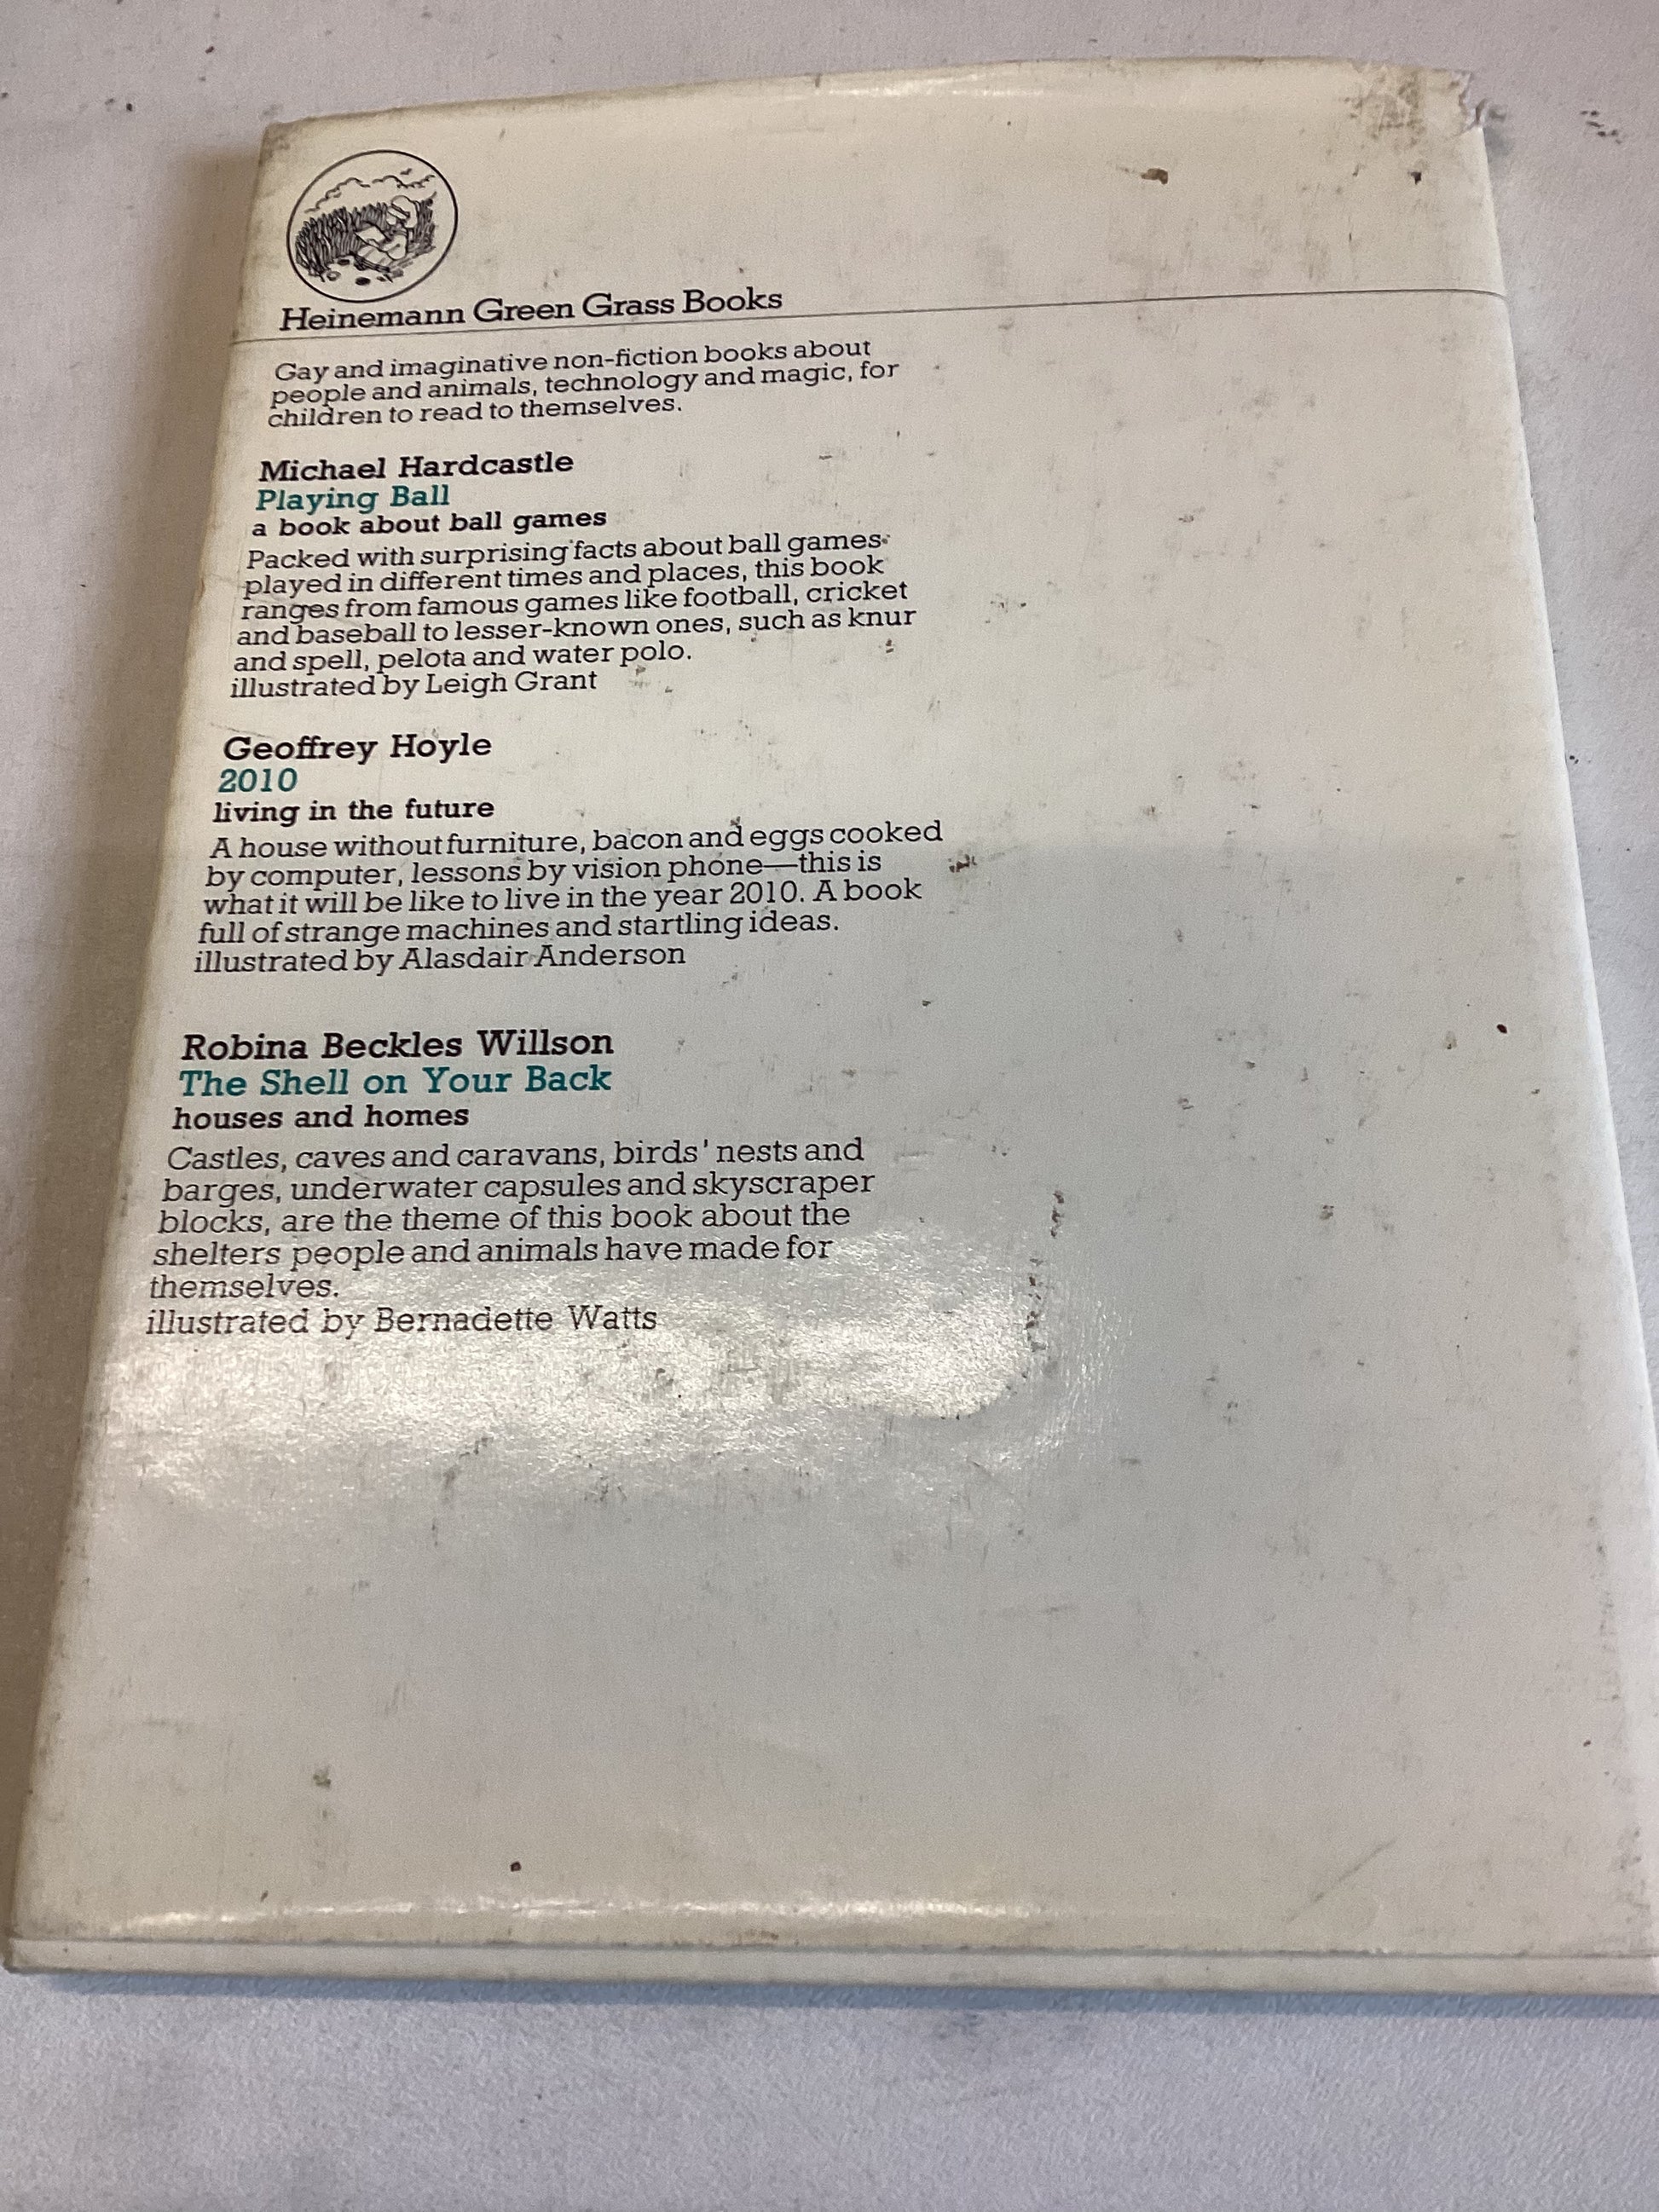 Heinemann Green Grass Books
Gay and imaginative non-fiction books about
people and animals, technology and magic, for
children to read to themselves.
Michael Hardcastle
Playing Ball
a book about ball games
Packed with surprising facts about ball games
played in different times and places, this book
ranges from famous games like football, cricket
and baseball to lesser-known ones, such as knur
and spell, pelota and water polo.
illustrated by Leigh Grant
Geoffrey Hoyle
2010
living in the future
A house without furniture, bacon and eggs cooked
by computer, lessons by vision phone—this is
what it will be like to live in the year 2010. A book
full of strange machines and startling ideas.
illustrated by Alasdair Anderson
Robina Beckles Willson
The Shell on Your Back
houses and homes
Castles, caves and caravans, birds' nests and
barges, underwater capsules and skyscraper
blocks, are the theme of this book about the
shelters people and animals have made for
themselves.
illustrated by Bernadette Watts